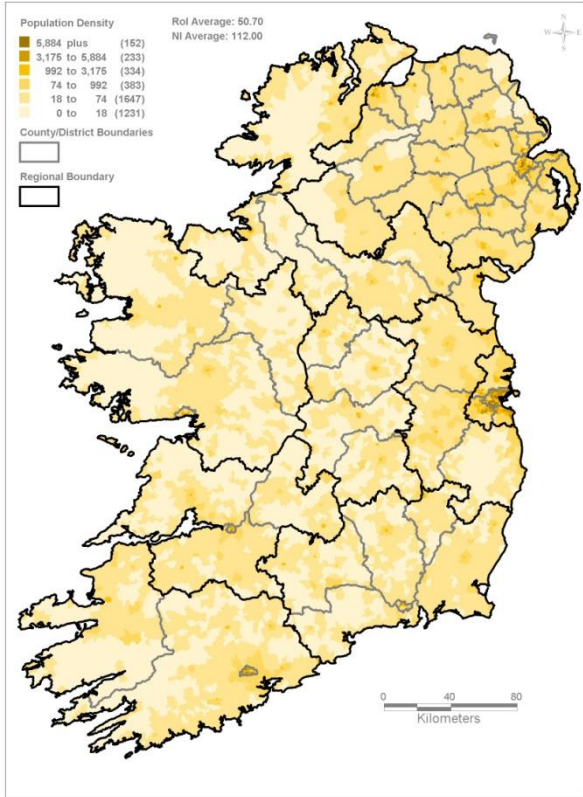 Population Density
5,884 plus (152)
3,175 to 5,884 (233)
992 to 3,175 (334)
74 to 992 (383)
18 to 74 (1647)
0 to 18 (1231)
County/District Boundaries
Regional Boundary
RoI Average: 50.70
NI Average: 112.00
N
W E
S
0 40 80
Kilometers